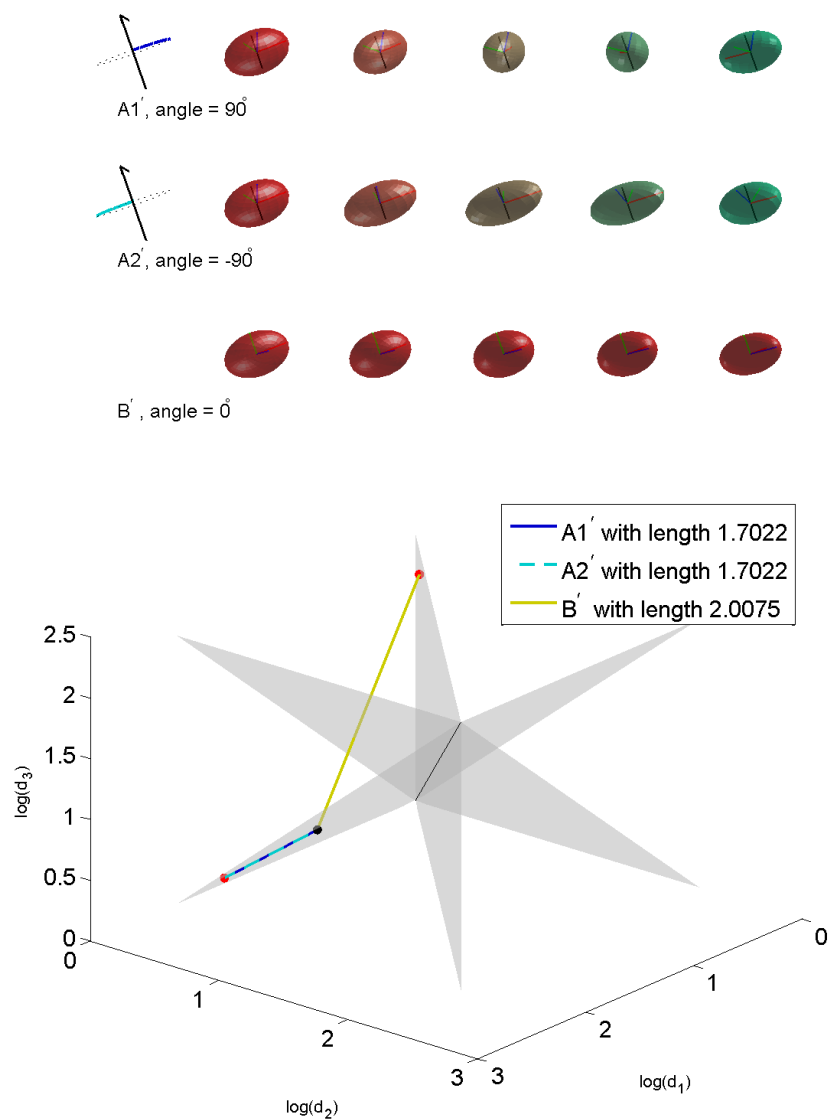 A1′, angle = 90°
A2′, angle = -90°
B′ , angle = 0°
A1′ with length 1.7022
A2′ with length 1.7022
B′ with length 2.0075
2.5
2
1.5
1
0.5
0
log(d₃)
0
1
2
3
log(d₂)
3
2
1
0
log(d₁)